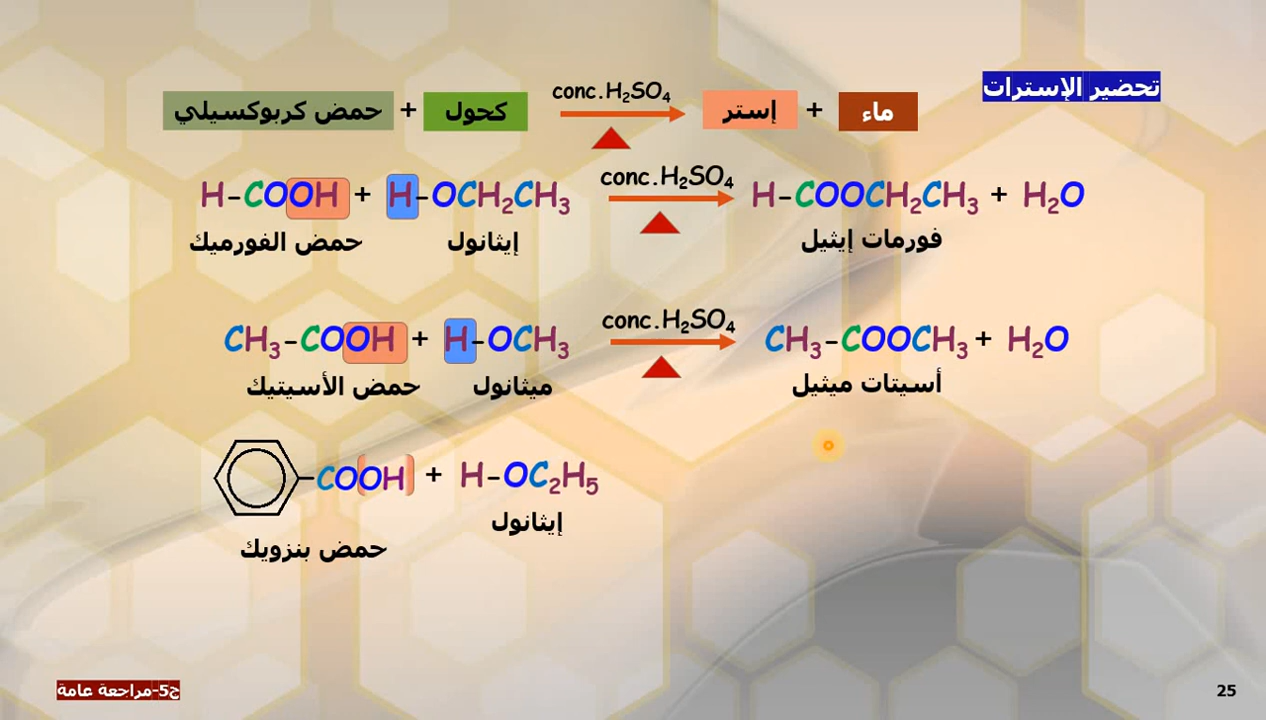 تحضير الإسترات
حمض كربوكسيلي + كحول conc.H₂SO₄ إستر + ماء
H-COOH + H-OCH₂CH₃ conc.H₂SO₄ H-COOCH₂CH₃ + H₂O
حمض الفورميك إيثانول فورمات إيثيل
CH₃-COOH + H-OCH₃ conc.H₂SO₄ CH₃-COOCH₃ + H₂O
حمض الأسيتيك ميثانول أسيتات ميثيل
-COOH + H-OC₂H₅
إيثانول
حمض بنزويك
ج5-مراجعة عامة
25